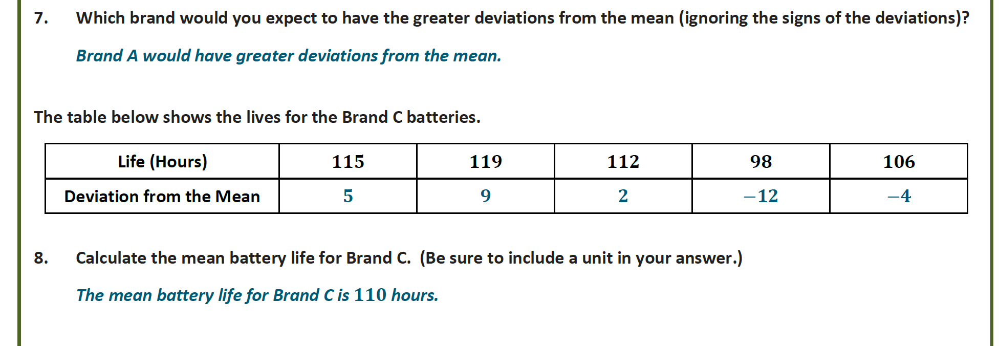 7. Which brand would you expect to have the greater deviations from the mean (ignoring the signs of the deviations)?
Brand A would have greater deviations from the mean.
The table below shows the lives for the Brand C batteries.
Life (Hours) 115 119 112 98 106
Deviation from the Mean 5 9 2 −12 −4
8. Calculate the mean battery life for Brand C. (Be sure to include a unit in your answer.)
The mean battery life for Brand C is 110 hours.